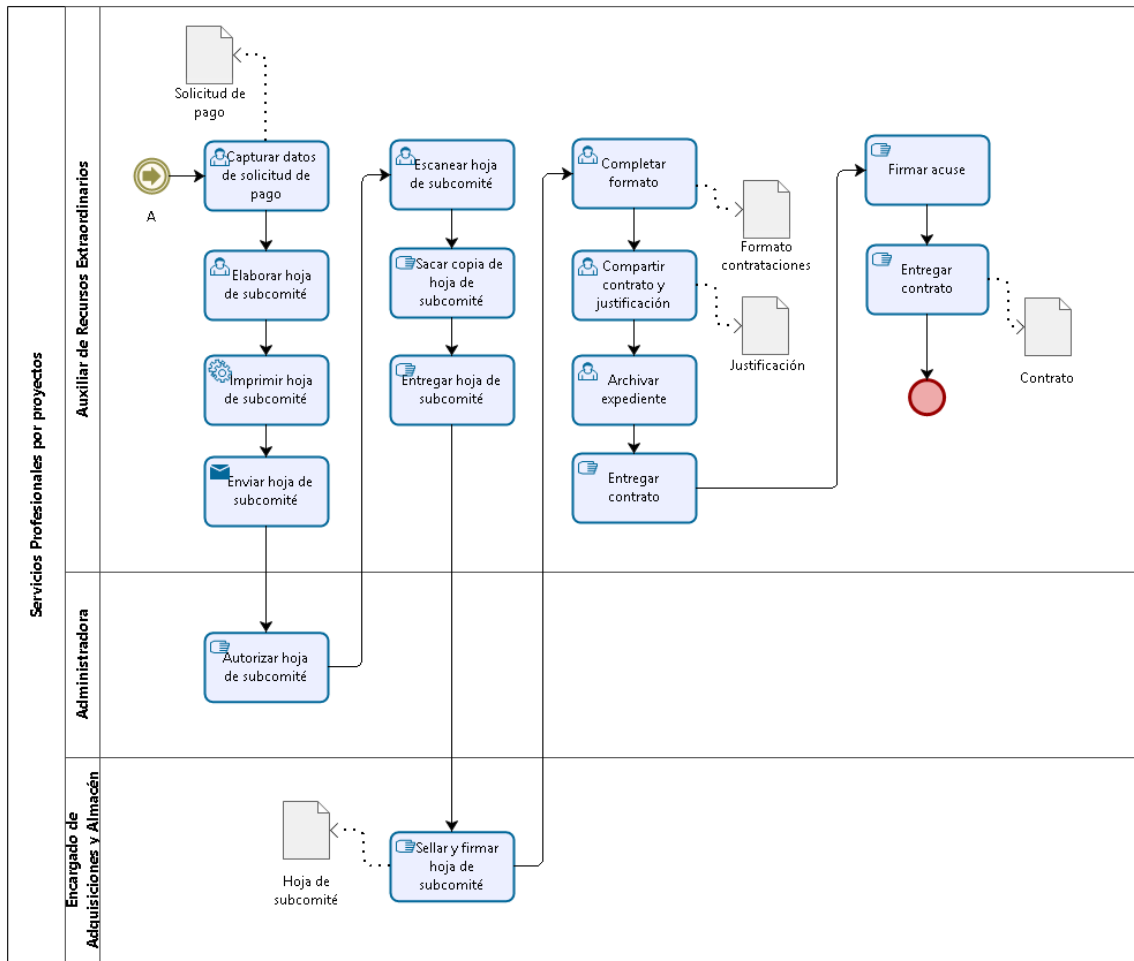 Servicios Profesionales por proyectos
Auxiliar de Recursos Extraordinarios
Solicitud de
pago
A
Capturar datos
de solicitud de
pago
Elaborar hoja
de subcomité
Imprimir hoja
de subcomité
Enviar hoja de
subcomité
Escanear hoja
de subcomité
Sacar copia de
hoja de
subcomité
Entregar hoja de
subcomité
Completar
formato
Formato
contrataciones
Compartir
contrato y
justificación
Justificación
Archivar
expediente
Entregar
contrato
Firmar acuse
Entregar
contrato
Contrato
Administradora
Autorizar hoja
de subcomité
Encargado de
Adquisiciones y Almacén
Hoja de
subcomité
Sellar y firmar
hoja de
subcomité